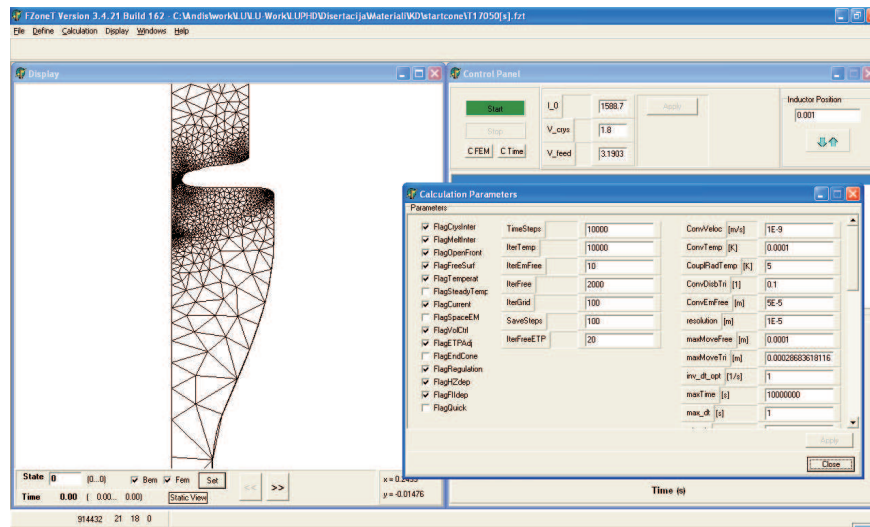 FZoneT Version 3.4.21 Build 162 - C:\Andis\work\LU\LU-Work\LUPHD\Disertacija\Materiali\KD\startcone\T17050[s].fzt
File Define Calculation Display Windows Help
Display
Control Panel
Start
Stop
C FEM C Time
I_0 1588.7
V_crys 1.8
V_feed 3.1903
Apply
Inductor Position
0.001
Calculation Parameters
Parameters
FlagCrysInter
FlagMeltInter
FlagOpenFront
FlagFreeSurf
FlagTemperat
FlagSteadyTemp
FlagCurrent
FlagSpaceEM
FlagVolCtrl
FlagETPAdj
FlagEndCone
FlagRegulation
FlagHZdep
FlagFIdep
FlagQuick
TimeSteps 10000
IterTemp 10000
IterEmFree 10
IterFree 2000
IterGrid 100
SaveSteps 100
IterFreeETP 20
ConvVeloc [m/s] 1E-9
ConvTemp [K] 0.0001
CouplRadTemp [K] 5
ConvDisbTri [1] 0.1
ConvEmFree [m] 5E-5
resolution [m] 1E-5
maxMoveFree [m] 0.0001
maxMoveTri [m] 0.00028683618116
inv_dt_opt [1/s] 1
maxTime [s] 10000000
max_dt [s] 1
Apply
Close
State 0 (0...0) Bem Fem Set
Time 0.00 ( 0.00... 0.00) Static View << >>
y = -0.01476
Time (s)
914432 21 18 0